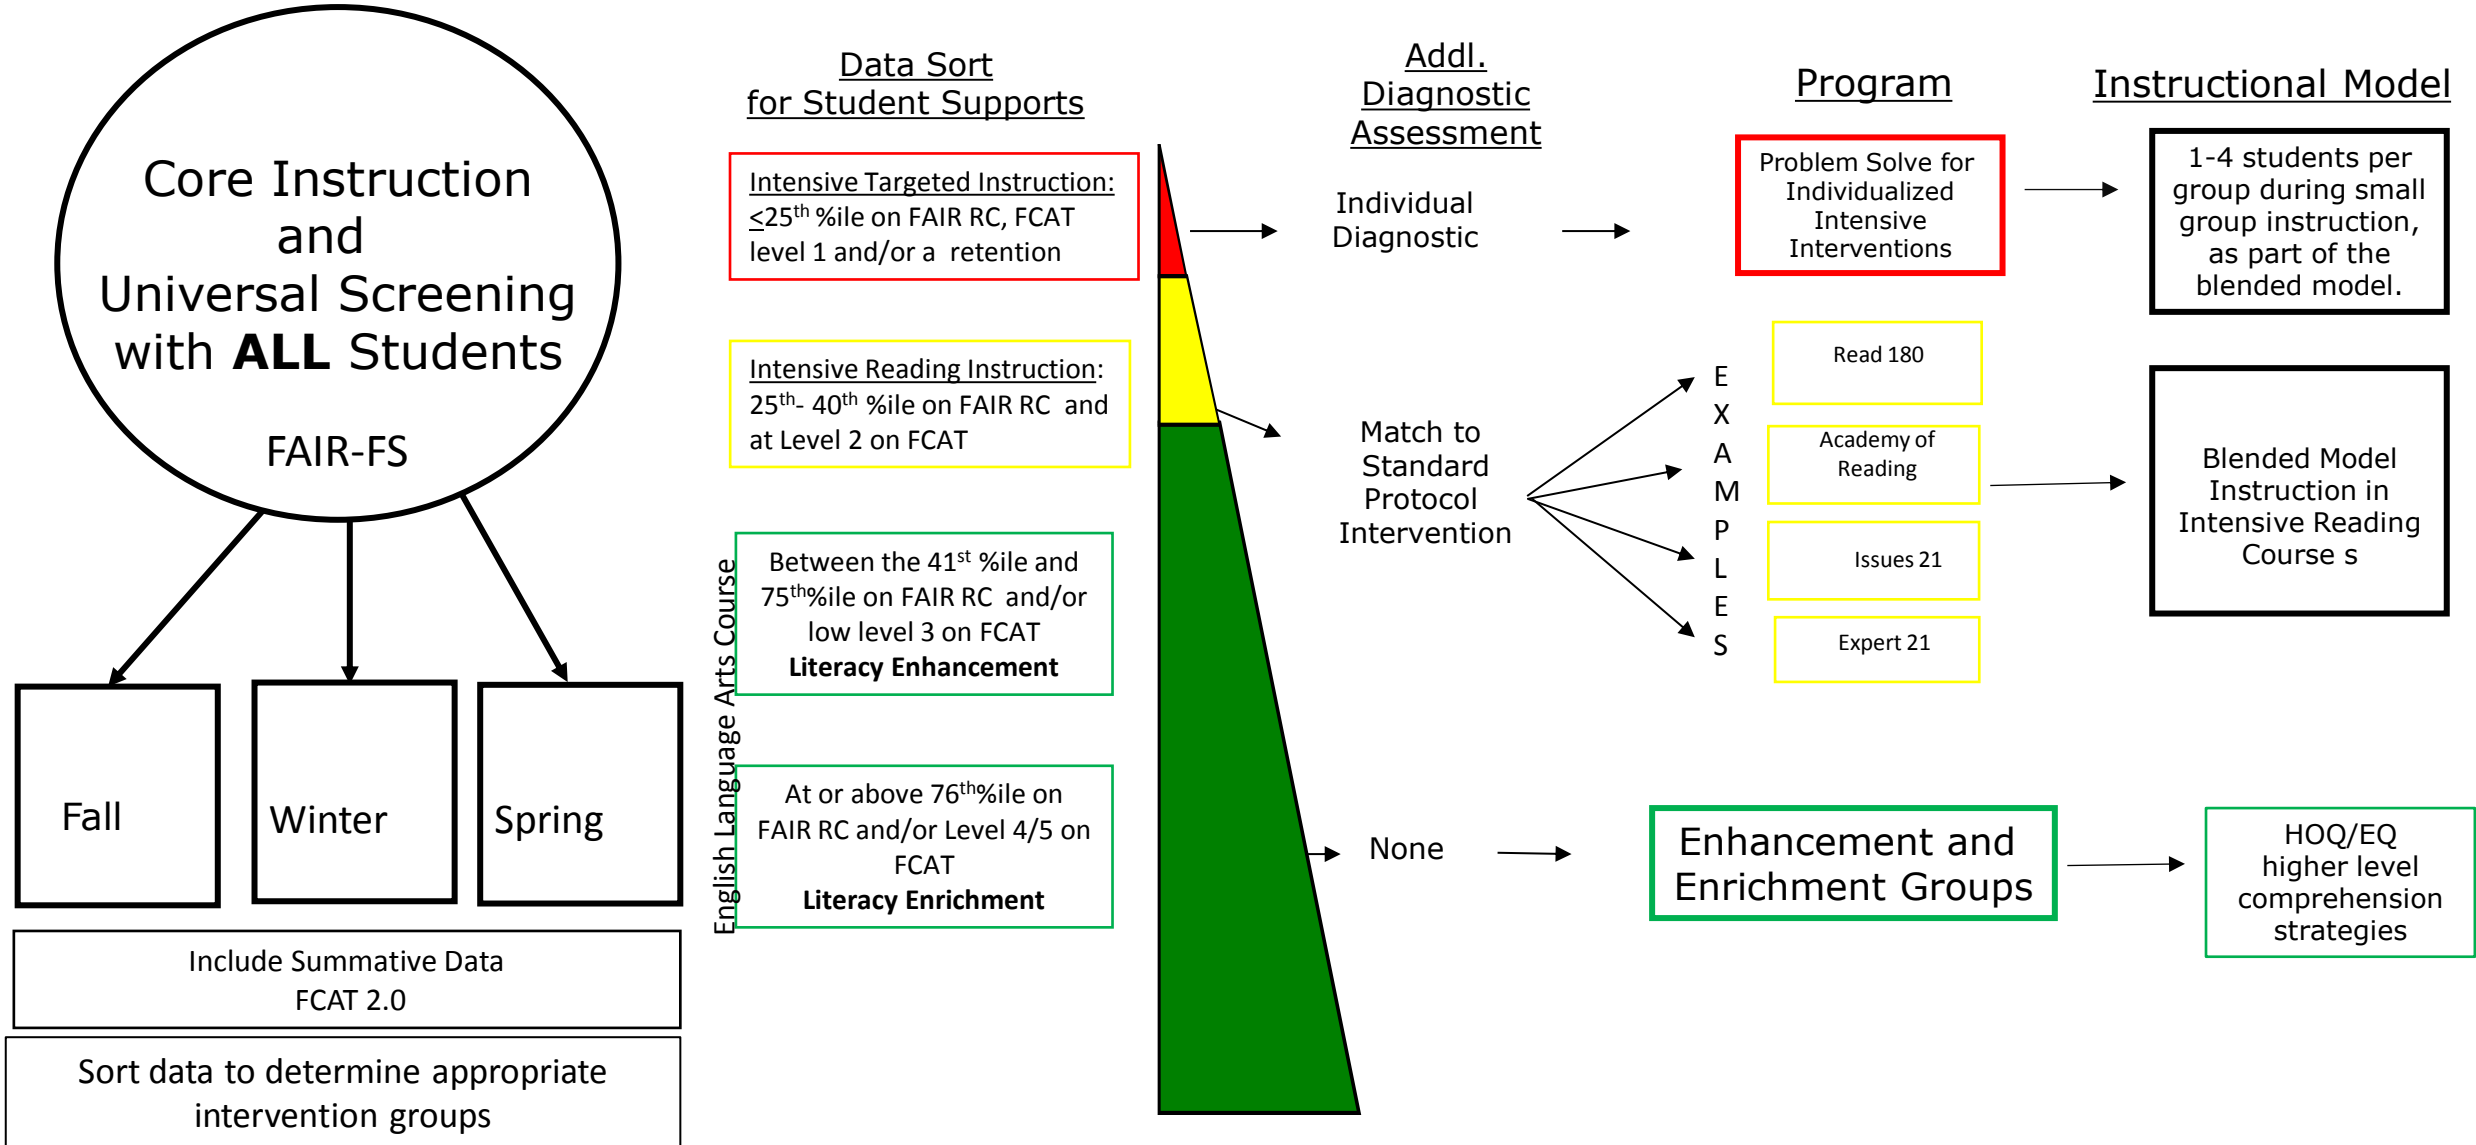 Core Instruction
and
Universal Screening
with ALL Students
FAIR-FS
Fall
Winter
Spring
Include Summative Data
FCAT 2.0
Sort data to determine appropriate
intervention groups
Data Sort
for Student Supports
Intensive Targeted Instruction:
≤25th %ile on FAIR RC, FCAT
level 1 and/or a retention
Intensive Reading Instruction:
25th- 40th %ile on FAIR RC and
at Level 2 on FCAT
English Language Arts Course
Between the 41st %ile and
75th%ile on FAIR RC and/or
low level 3 on FCAT
Literacy Enhancement
At or above 76th%ile on
FAIR RC and/or Level 4/5 on
FCAT
Literacy Enrichment
Addl.
Diagnostic
Assessment
Individual
Diagnostic
Match to
Standard
Protocol
Intervention
None
Program
Problem Solve for
Individualized
Intensive
Interventions
E
X
A
M
P
L
E
S
Read 180
Academy of
Reading
Issues 21
Expert 21
Enhancement and
Enrichment Groups
Instructional Model
1-4 students per
group during small
group instruction,
as part of the
blended model.
Blended Model
Instruction in
Intensive Reading
Course s
HOQ/EQ
higher level
comprehension
strategies